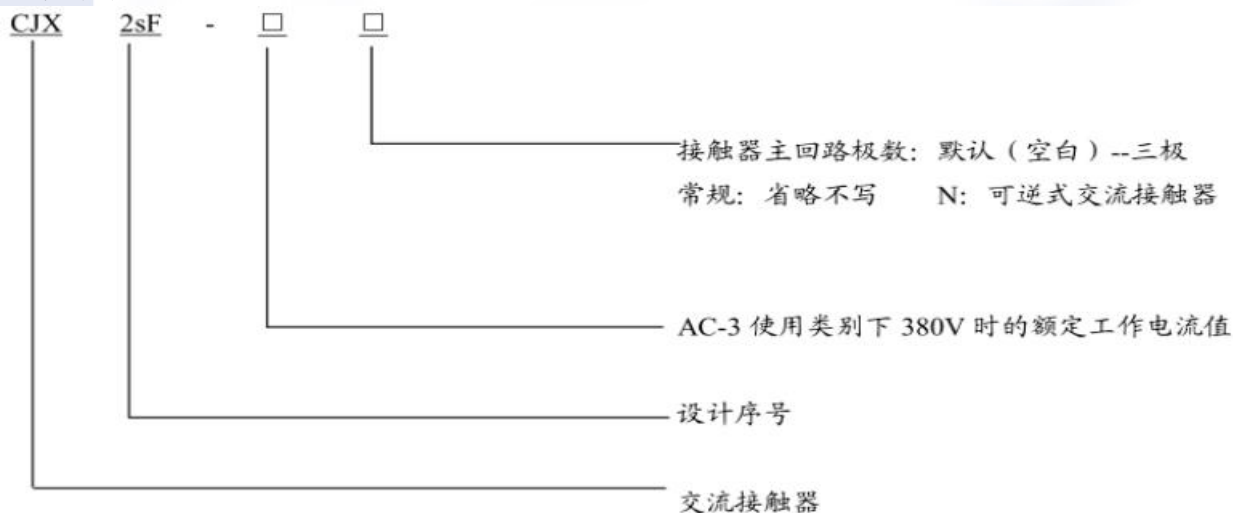 CJX 2sF - □ □
接触器主回路极数: 默认（空白）--三极
常规: 省略不写 N: 可逆式交流接触器
AC-3 使用类别下 380V 时的额定工作电流值
设计序号
交流接触器